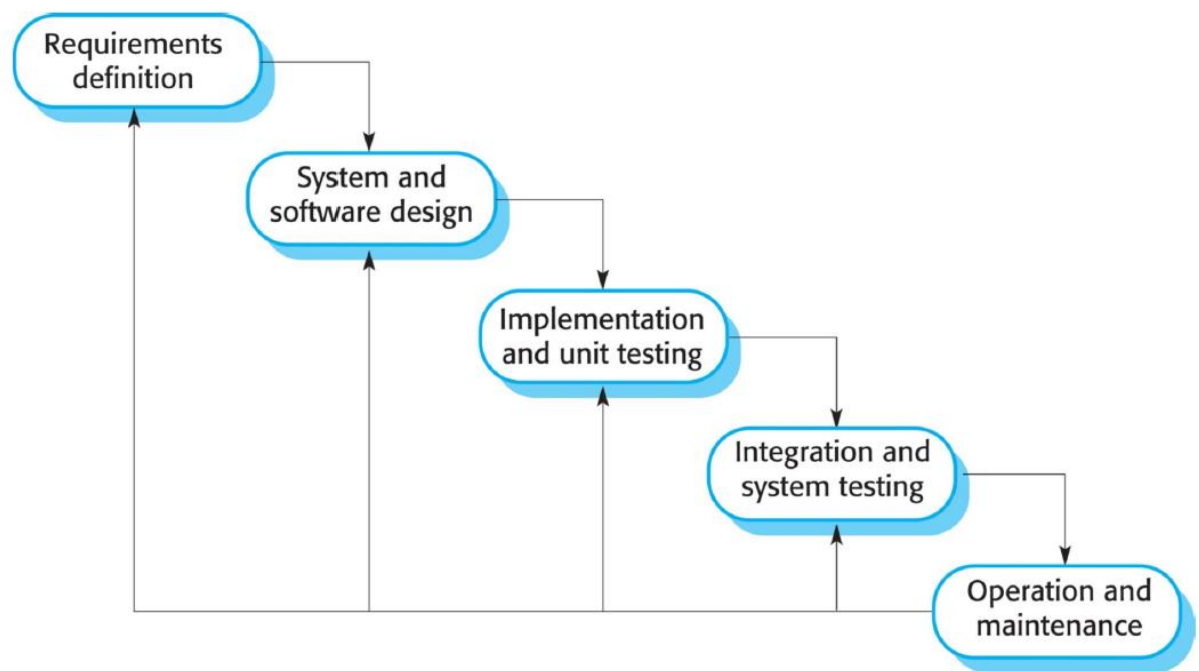 Requirements
definition
System and
software design
Implementation
and unit testing
Integration and
system testing
Operation and
maintenance